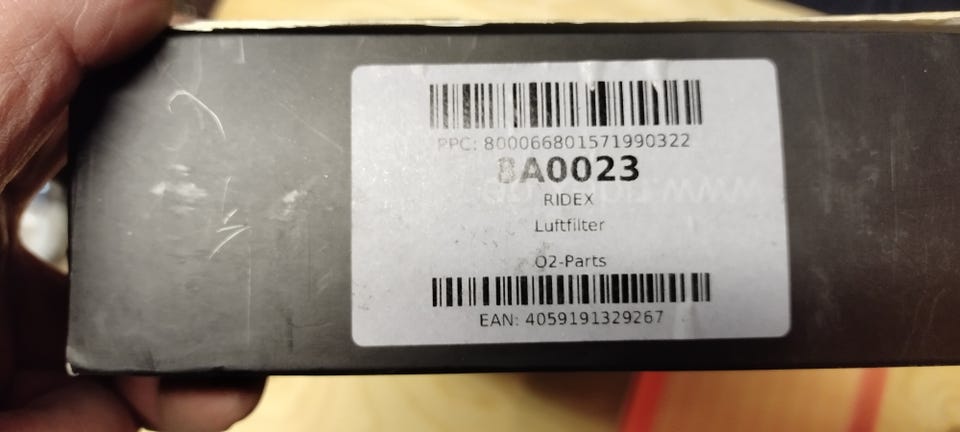 PPC: 800066801571990322
8A0023
RIDEX
Luftfilter
O2-Parts
EAN: 4059191329267